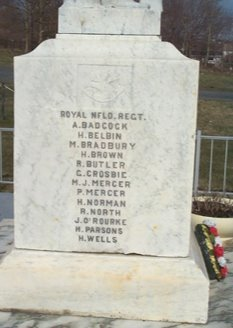 ROYAL NFLD. REGT.
A. BADCOCK
H. BELBIN
M. BRADBURY
H. BROWN
R. BUTLER
G. CROSBIE
M. J. MERCER
P. MERCER
H. NORMAN
R. NORTH
J. O'ROURKE
H. PARSONS
H. WELLS